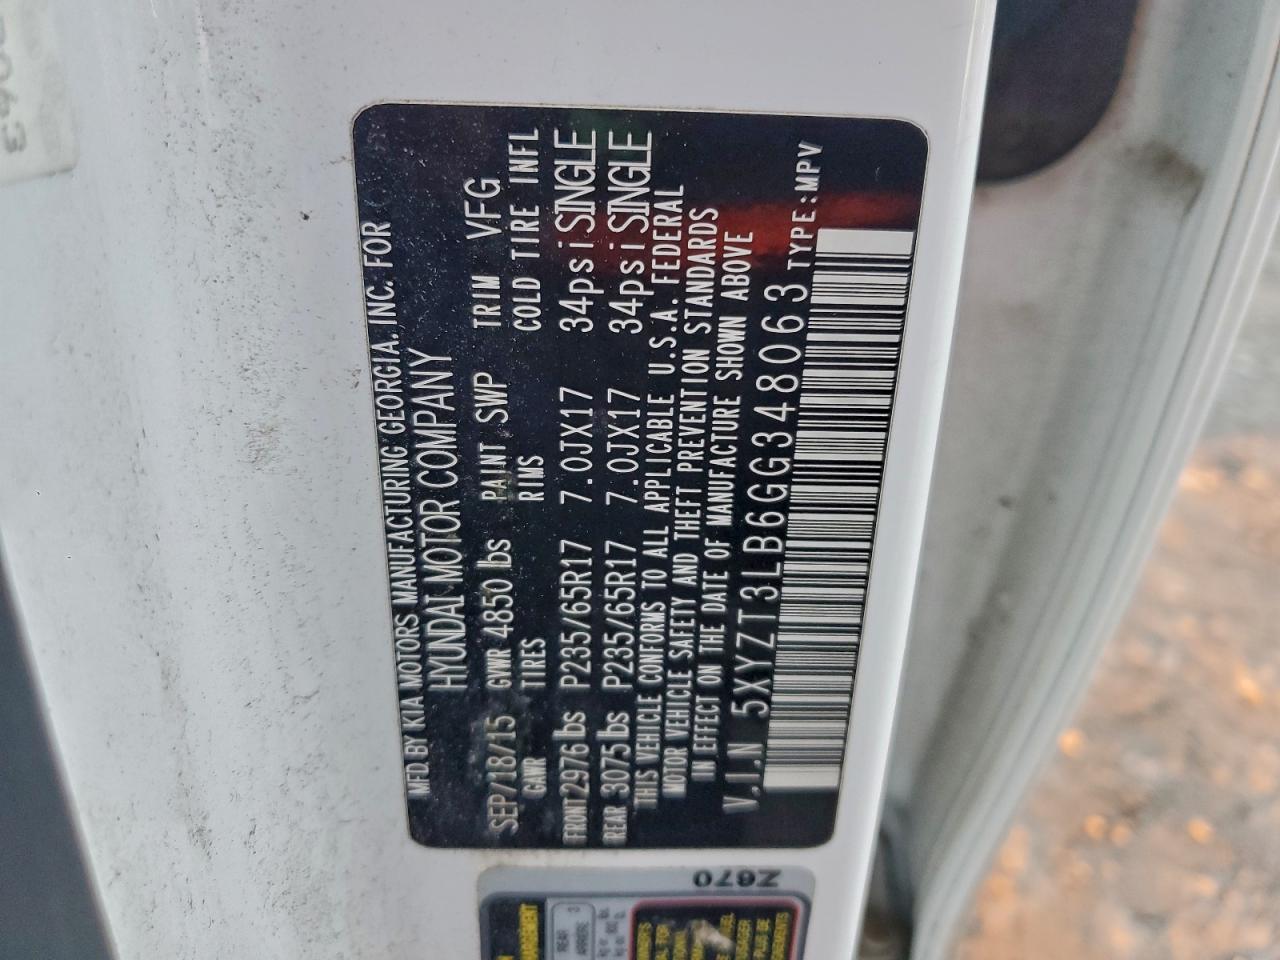 MFD BY KIA MOTORS MANUFACTURING GEORGIA, INC. FOR
HYUNDAI MOTOR COMPANY
SEP/18/15 GVWR 4850 lbs PAINT SWP TRIM VFG
GAWR TIRES RIMS COLD TIRE INFL
FRONT 2976 lbs P235/65R17 7.0JX17 34psi SINGLE
REAR 3075 lbs P235/65R17 7.0JX17 34psi SINGLE
THIS VEHICLE CONFORMS TO ALL APPLICABLE U.S.A. FEDERAL
MOTOR VEHICLE SAFETY AND THEFT PREVENTION STANDARDS
IN EFFECT ON THE DATE OF MANUFACTURE SHOWN ABOVE
V.I.N 5XYZT3LB6GG348063 TYPE:MPV
Z670
REAR